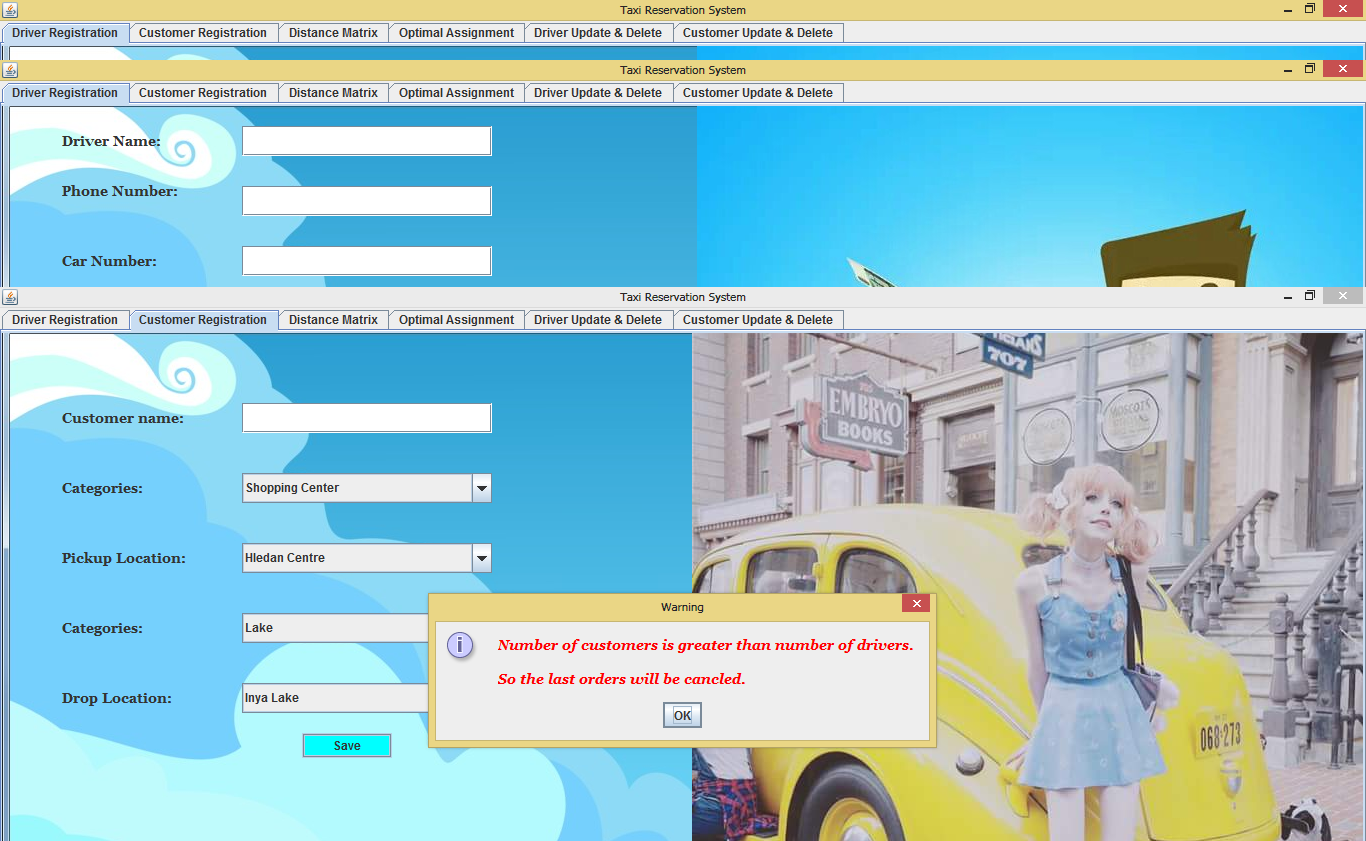 Taxi Reservation System
Driver Registration Customer Registration Distance Matrix Optimal Assignment Driver Update & Delete Customer Update & Delete
Taxi Reservation System
Driver Registration Customer Registration Distance Matrix Optimal Assignment Driver Update & Delete Customer Update & Delete
Driver Name:
Phone Number:
Car Number:
Taxi Reservation System
Driver Registration Customer Registration Distance Matrix Optimal Assignment Driver Update & Delete Customer Update & Delete
707
EMBRYO
BOOKS
MOSCOTS
Customer name:
Categories: Shopping Center
Pickup Location: Hledan Centre
Categories: Lake
Drop Location: Inya Lake
Save
Warning
Number of customers is greater than number of drivers.
So the last orders will be cancled.
OK
068 273